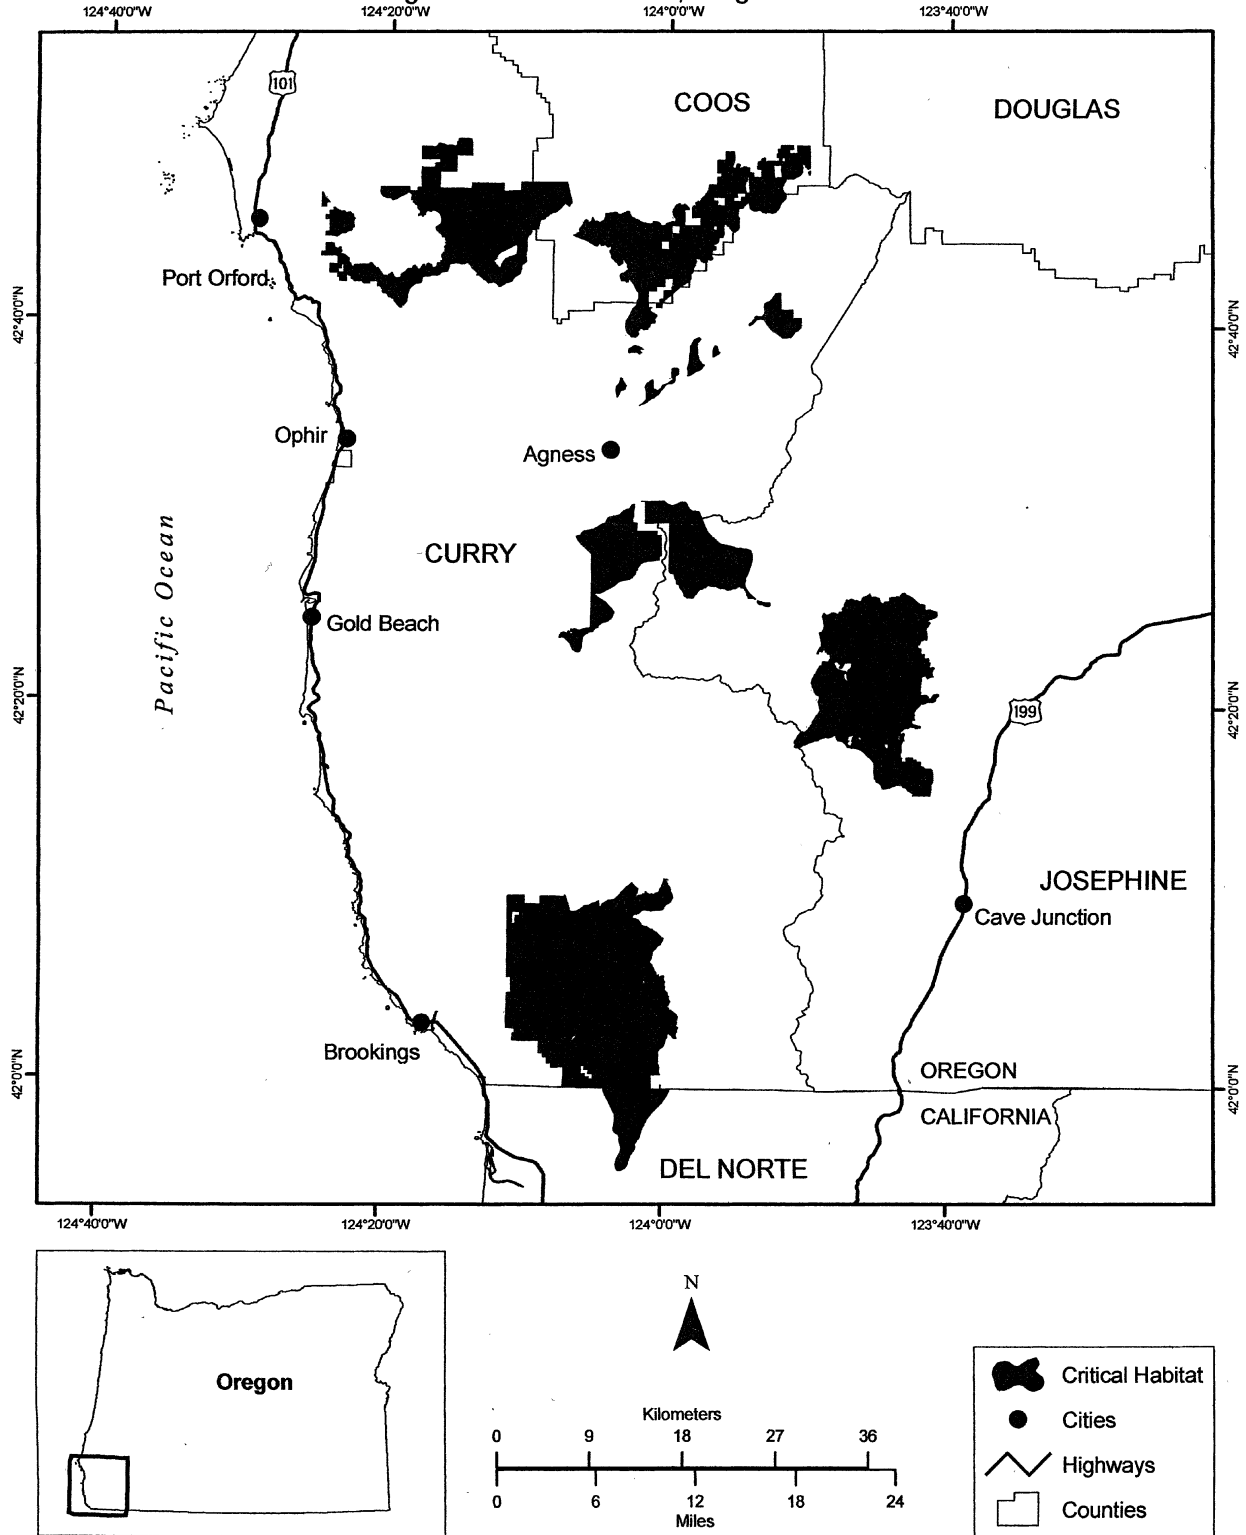 124°40'0"W 124°20'0"W 124°0'0"W 123°40'0"W
101
COOS
DOUGLAS
Port Orford
42°40'0"N
42°40'0"N
Ophir
Agness
CURRY
Pacific Ocean
Gold Beach
42°20'0"N
42°20'0"N
199
JOSEPHINE
Cave Junction
Brookings
42°0'0"N
42°0'0"N
OREGON
CALIFORNIA
DEL NORTE
124°40'0"W 124°20'0"W 124°0'0"W 123°40'0"W
Oregon
N
Kilometers
0 9 18 27 36
0 6 12 18 24
Miles
Critical Habitat
Cities
Highways
Counties